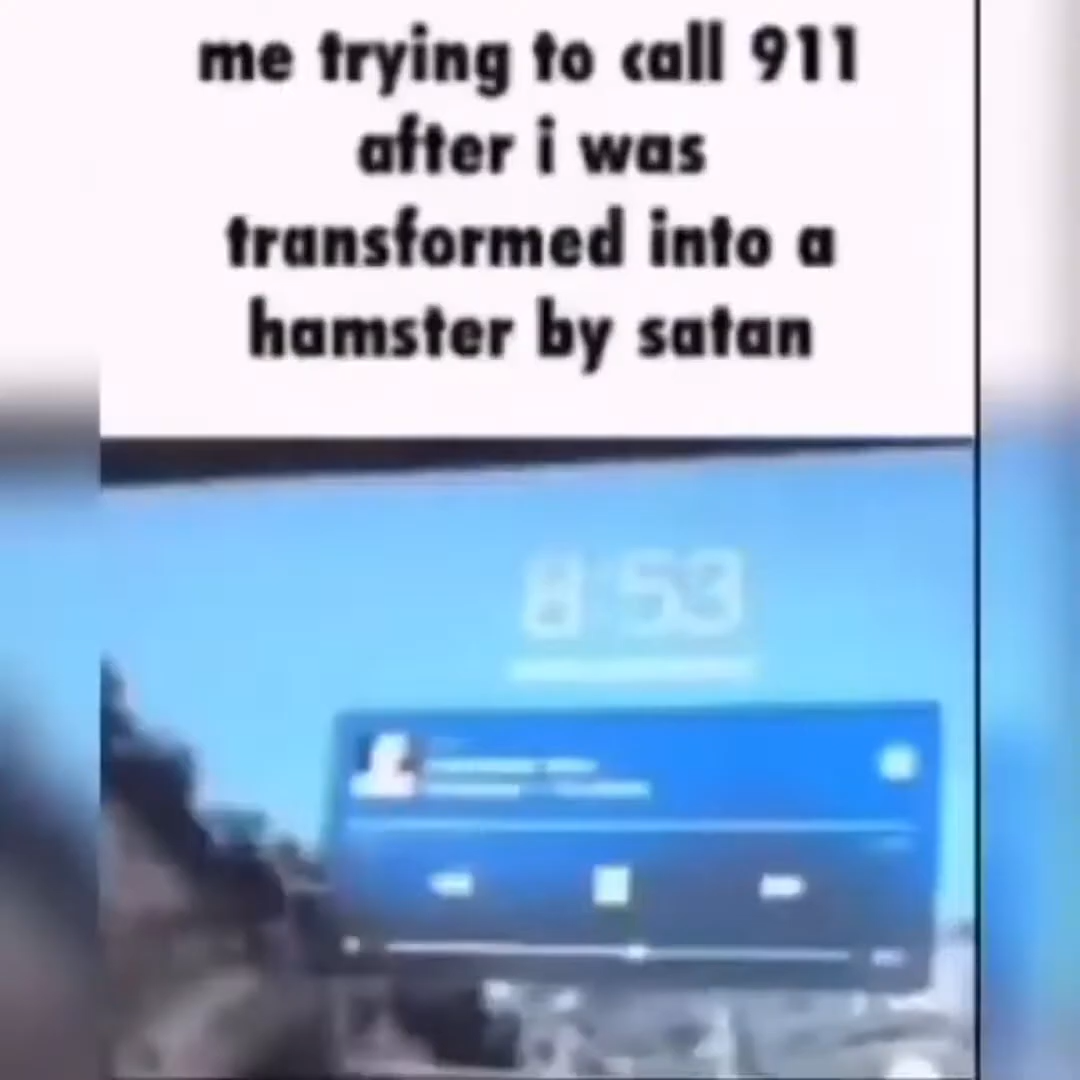 me trying to call 911
after i was
transformed into a
hamster by satan
8:53